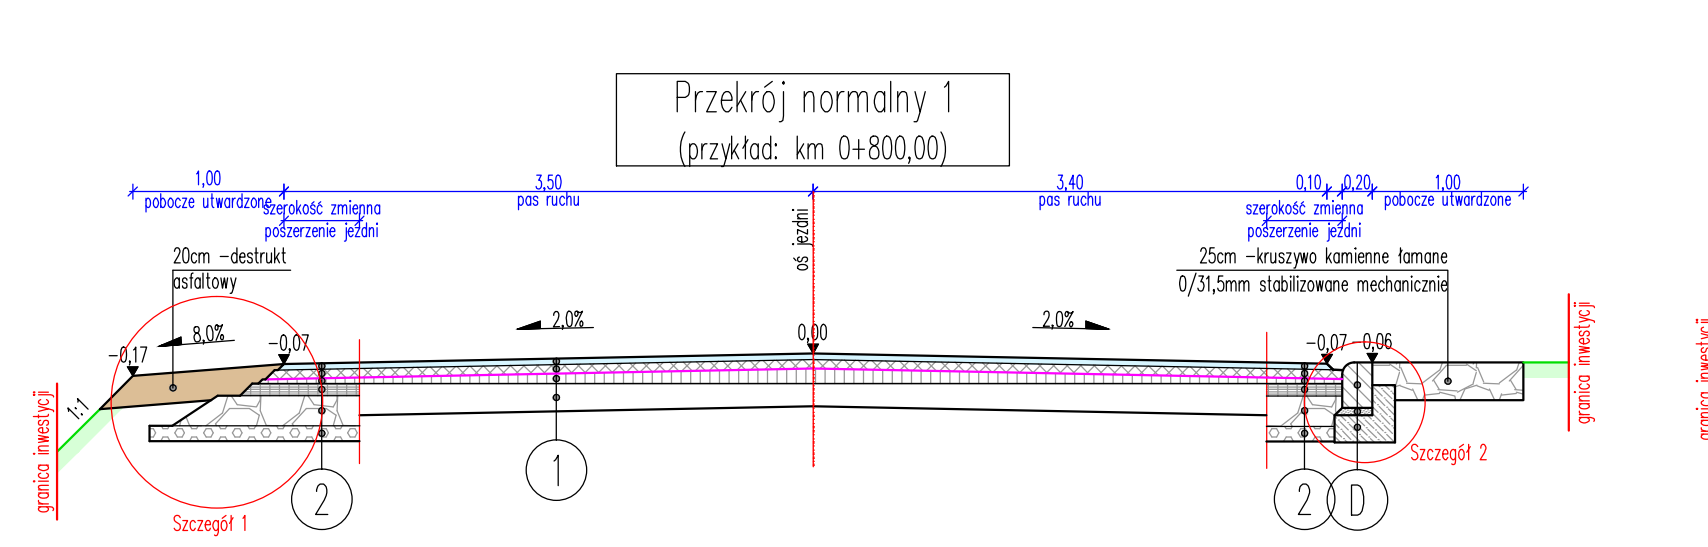 Przekrój normalny 1
(przykład: km 0+800,00)
1,00
3,50
3,40
0,10
0,20
1,00
pobocze utwardzone
szerokość zmienna
poszerzenie jezdni
pas ruchu
pas ruchu
szerokość zmienna
poszerzenie jezdni
pobocze utwardzone
oś jezdni
20cm -destrukt
asfaltowy
25cm -kruszywo kamienne łamane
0/31,5mm stabilizowane mechanicznie
8,0%
2,0%
2,0%
-0,17
-0,07
0,00
-0,07
-0,06
1:1
granica inwestycji
granica inwestycji
granica inwestycji
Szczegół 1
Szczegół 2
2
1
2
D